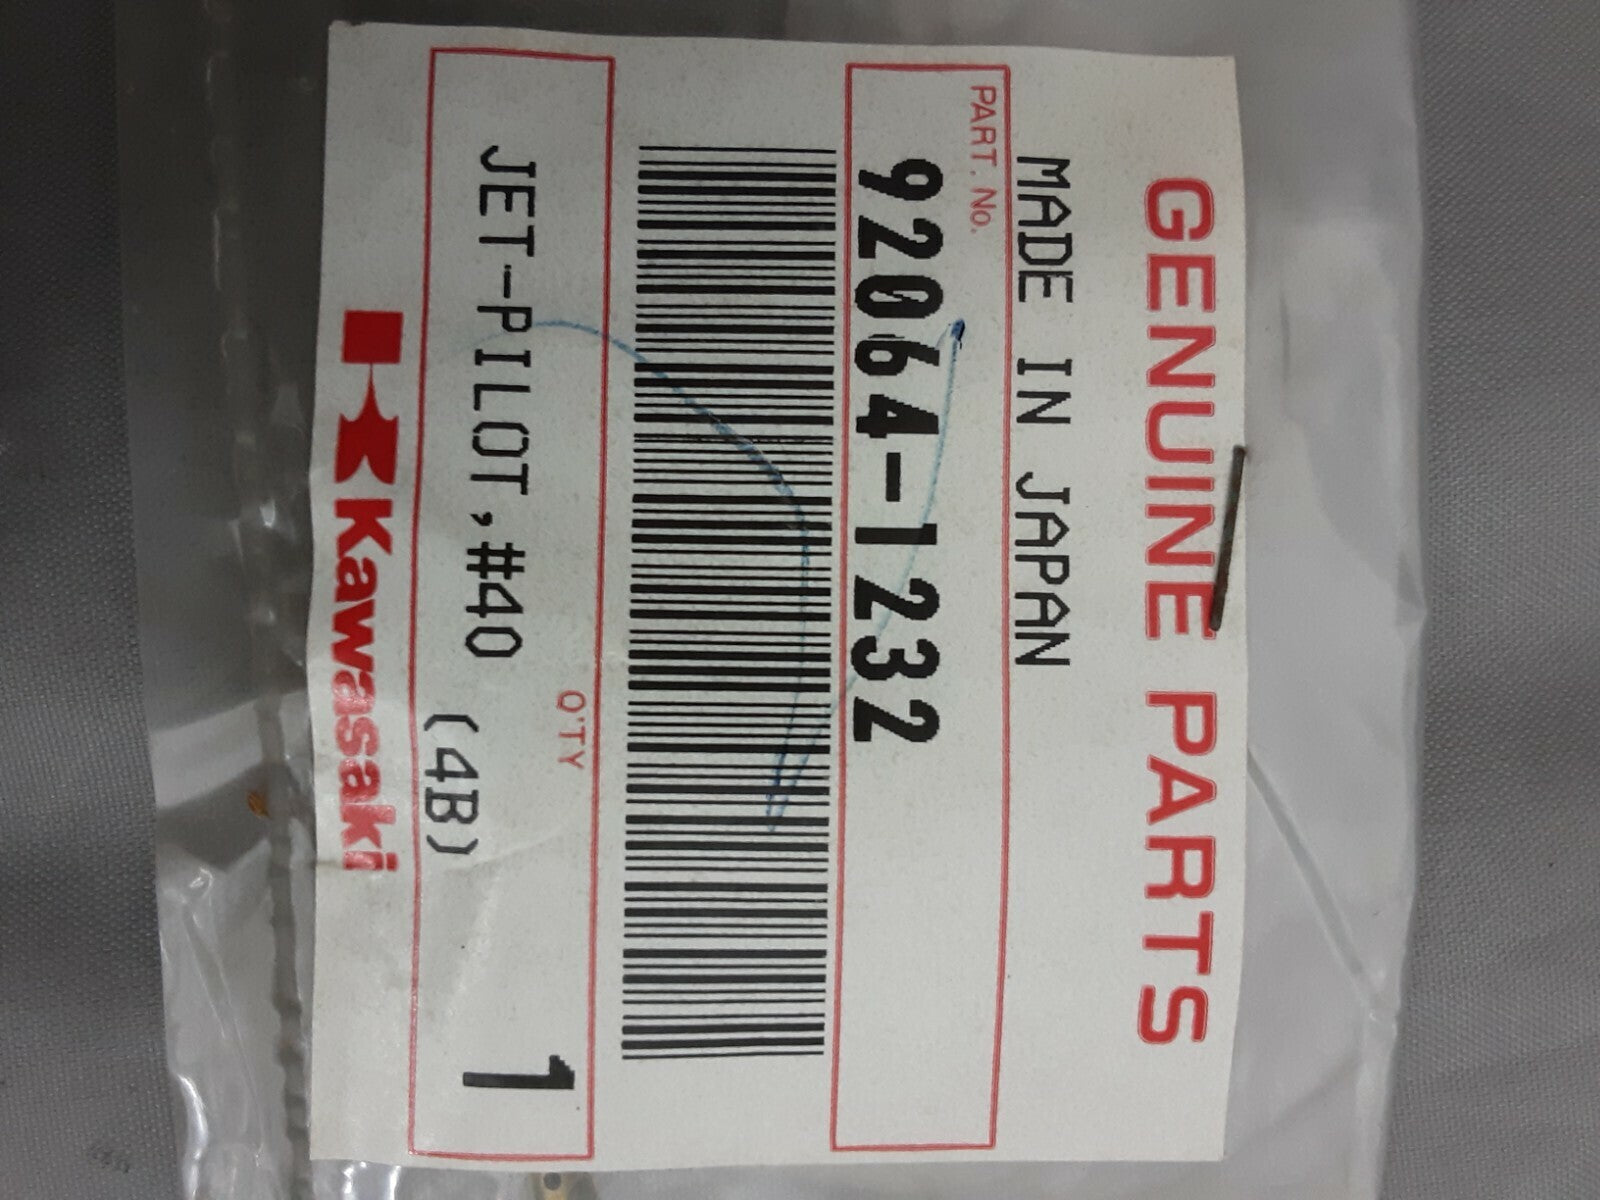 GENUINE PARTS
MADE IN JAPAN
PART. No.
92064-1232
Q'TY
JET-PILOT,#40
1
(4B)
Kawasaki